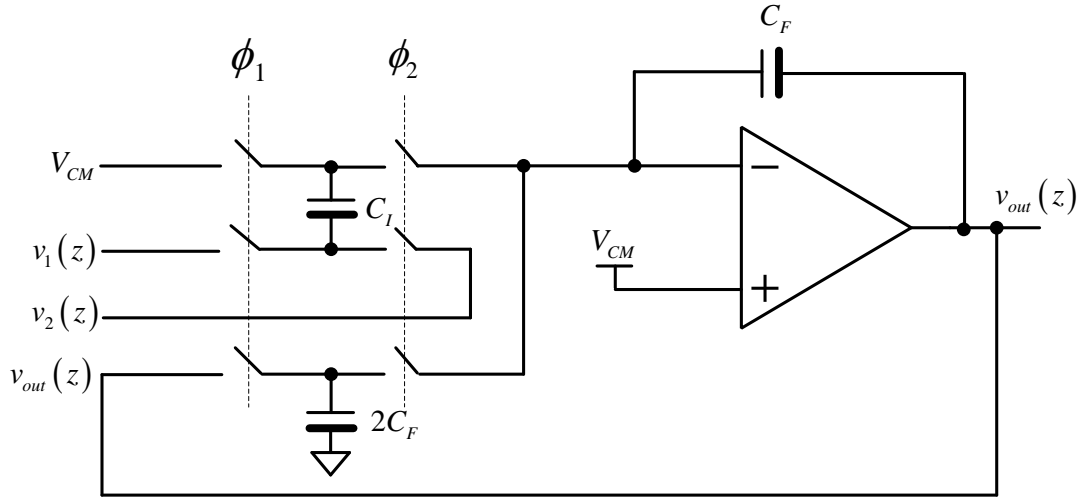 C_F
ϕ_1 ϕ_2
V_CM
C_I
v_1(z)
v_2(z)
v_out(z)
2C_F
V_CM
−
+
v_out(z)